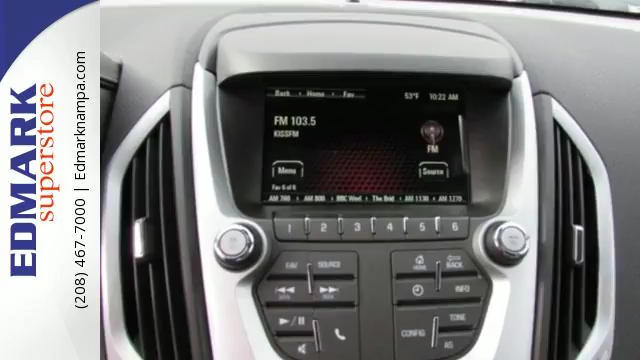 EDMARK
superstore
(208) 467-7000 | Edmarknampa.com
Back · Home · Fav
53°F 10:22 AM
FM 103.5
KISSFM
FM
Menu
Source
Fav 6 of 6
AM 760 AM 800 BBC Worl The Brid AM 1130 AM 1270
1 2 3 4 5 6
FAV SOURCE
HOME BACK
INFO
TONE
CONFIG
AS